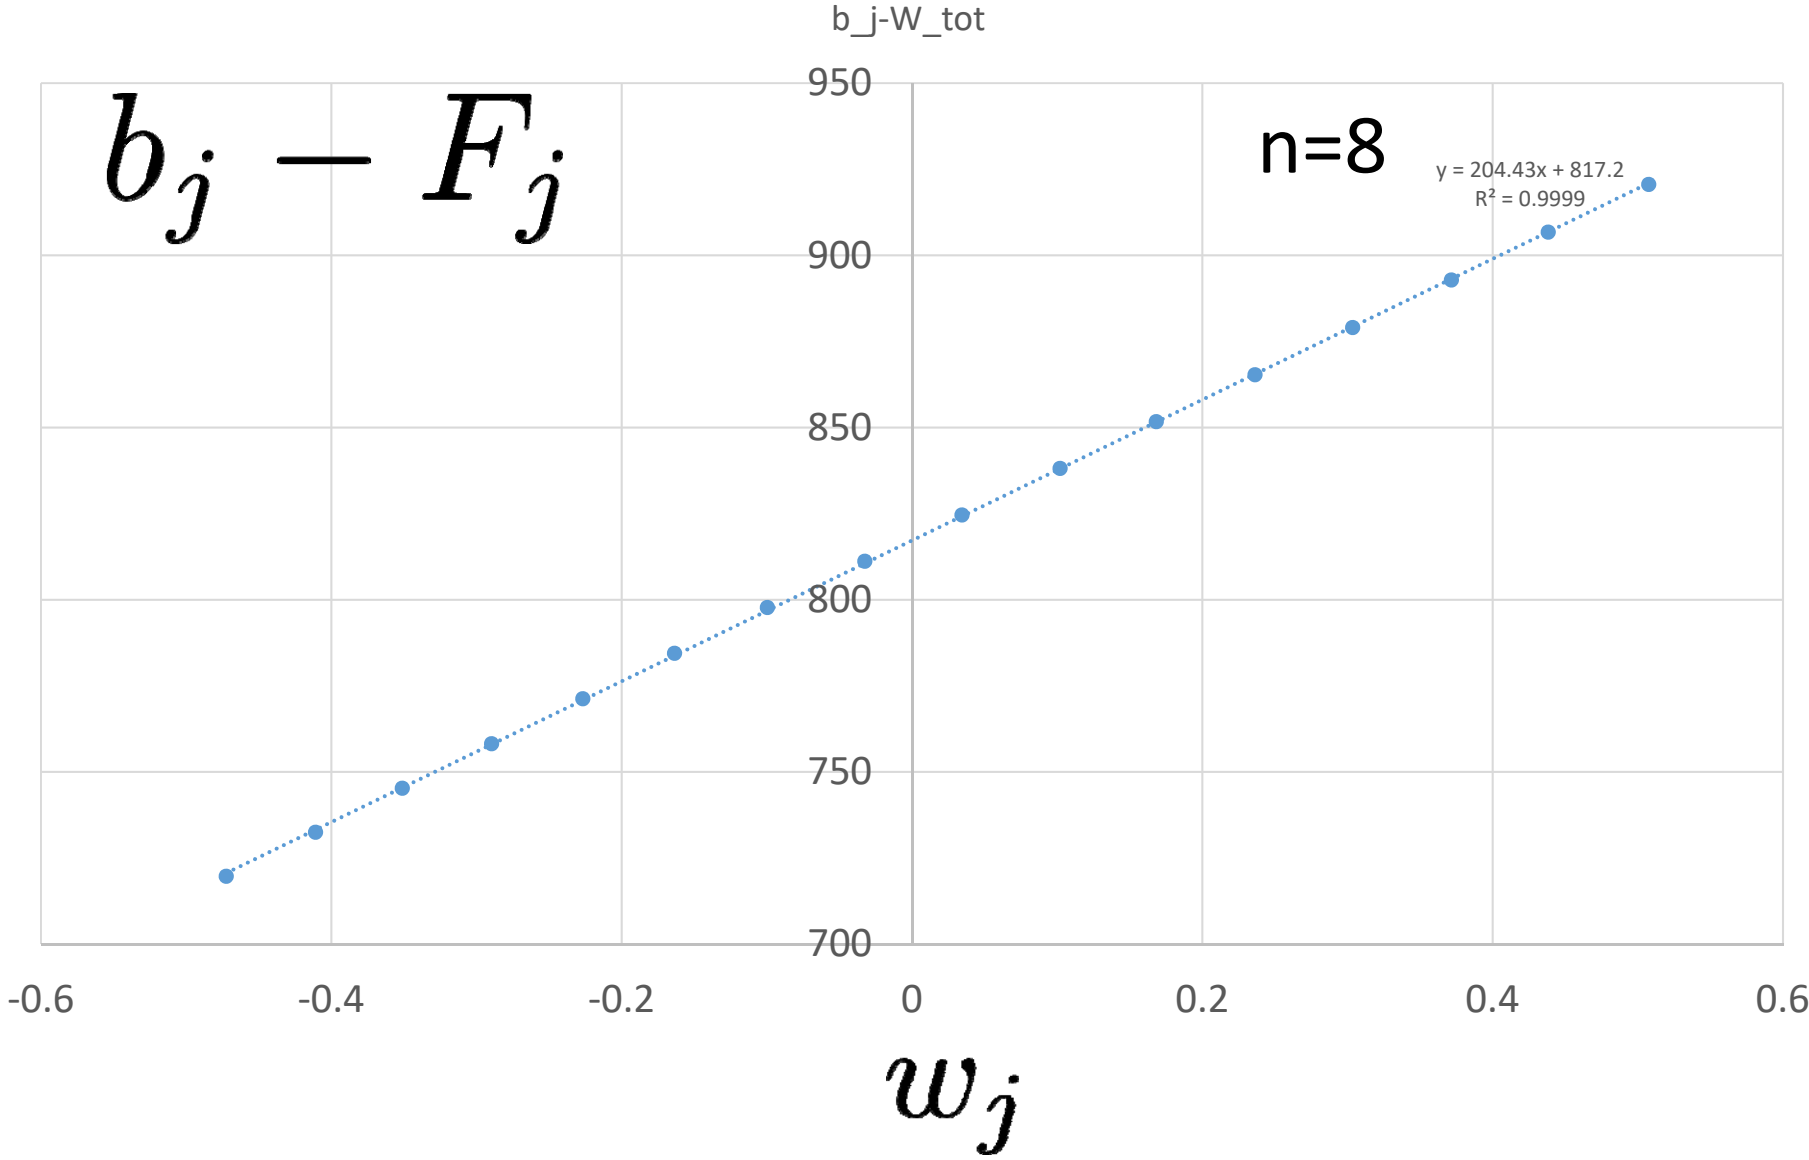 b_j-W_tot
950
b_j − F_j
n=8
y = 204.43x + 817.2
R² = 0.9999
900
850
800
750
700
-0.6 -0.4 -0.2 0 0.2 0.4 0.6
w_j